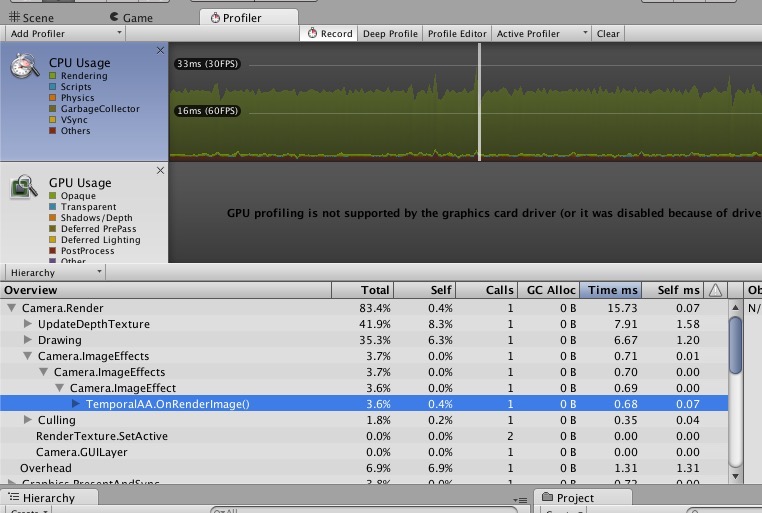 Scene Game Profiler
Add Profiler Record Deep Profile Profile Editor Active Profiler Clear
CPU Usage
Rendering
Scripts
Physics
GarbageCollector
VSync
Others
33ms (30FPS)
16ms (60FPS)
GPU Usage
Opaque
Transparent
Shadows/Depth
Deferred PrePass
Deferred Lighting
PostProcess
Other
GPU profiling is not supported by the graphics card driver (or it was disabled because of drive
Hierarchy
Overview Total Self Calls GC Alloc Time ms Self ms Ob
Camera.Render 83.4% 0.4% 1 0 B 15.73 0.07 N/
UpdateDepthTexture 41.9% 8.3% 1 0 B 7.91 1.58
Drawing 35.3% 6.3% 1 0 B 6.67 1.20
Camera.ImageEffects 3.7% 0.0% 1 0 B 0.71 0.01
Camera.ImageEffects 3.7% 0.0% 1 0 B 0.70 0.00
Camera.ImageEffect 3.6% 0.0% 1 0 B 0.69 0.00
TemporalAA.OnRenderImage() 3.6% 0.4% 1 0 B 0.68 0.07
Culling 1.8% 0.2% 1 0 B 0.35 0.04
RenderTexture.SetActive 0.0% 0.0% 2 0 B 0.00 0.00
Camera.GUILayer 0.0% 0.0% 1 0 B 0.00 0.00
Overhead 6.9% 6.9% 1 0 B 1.31 1.31
Graphics.PresentAndSync 3.8% 0.0% 1 0 B 0.72 0.00
Hierarchy Project
Create All Create